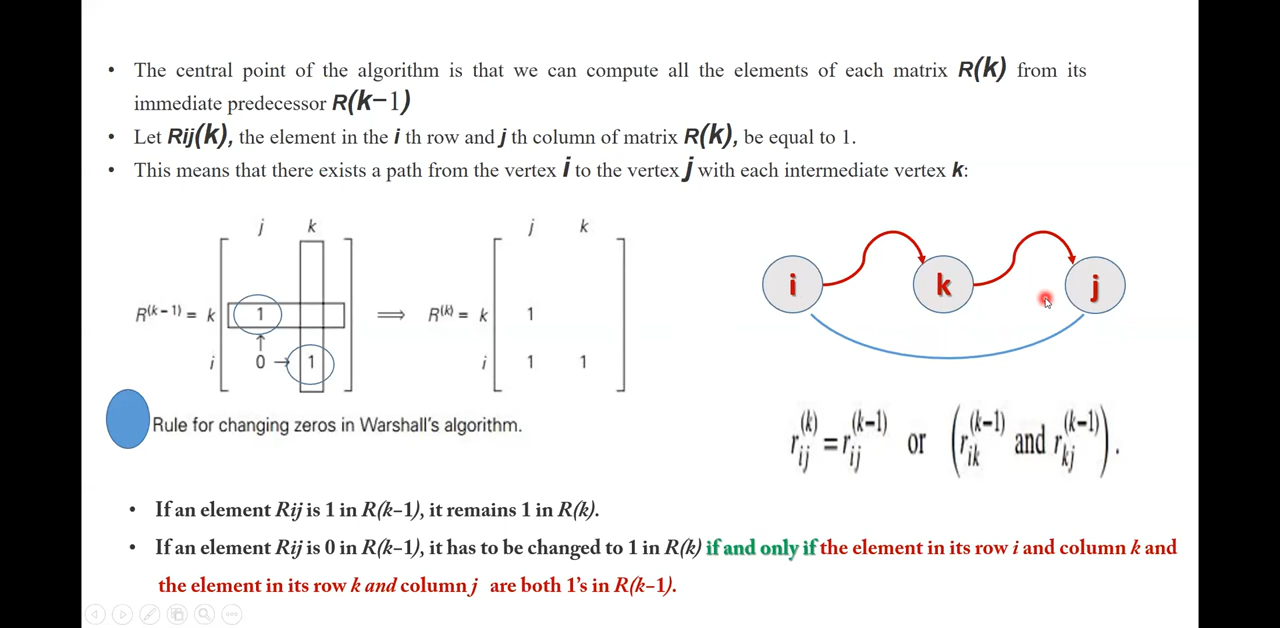 • The central point of the algorithm is that we can compute all the elements of each matrix R(k) from its
immediate predecessor R(k−1)
• Let Rij(k), the element in the i th row and j th column of matrix R(k), be equal to 1.
• This means that there exists a path from the vertex i to the vertex j with each intermediate vertex k:
j k
R(k – 1) = k 1
i 0 → 1
↑
⟹
j k
R(k) = k 1
i 1 1
i k j
Rule for changing zeros in Warshall's algorithm.
r_ij^(k) = r_ij^(k−1) or (r_ik^(k−1) and r_kj^(k−1)).
• If an element Rij is 1 in R(k−1), it remains 1 in R(k).
• If an element Rij is 0 in R(k−1), it has to be changed to 1 in R(k) if and only if the element in its row i and column k and
the element in its row k and column j are both 1's in R(k−1).